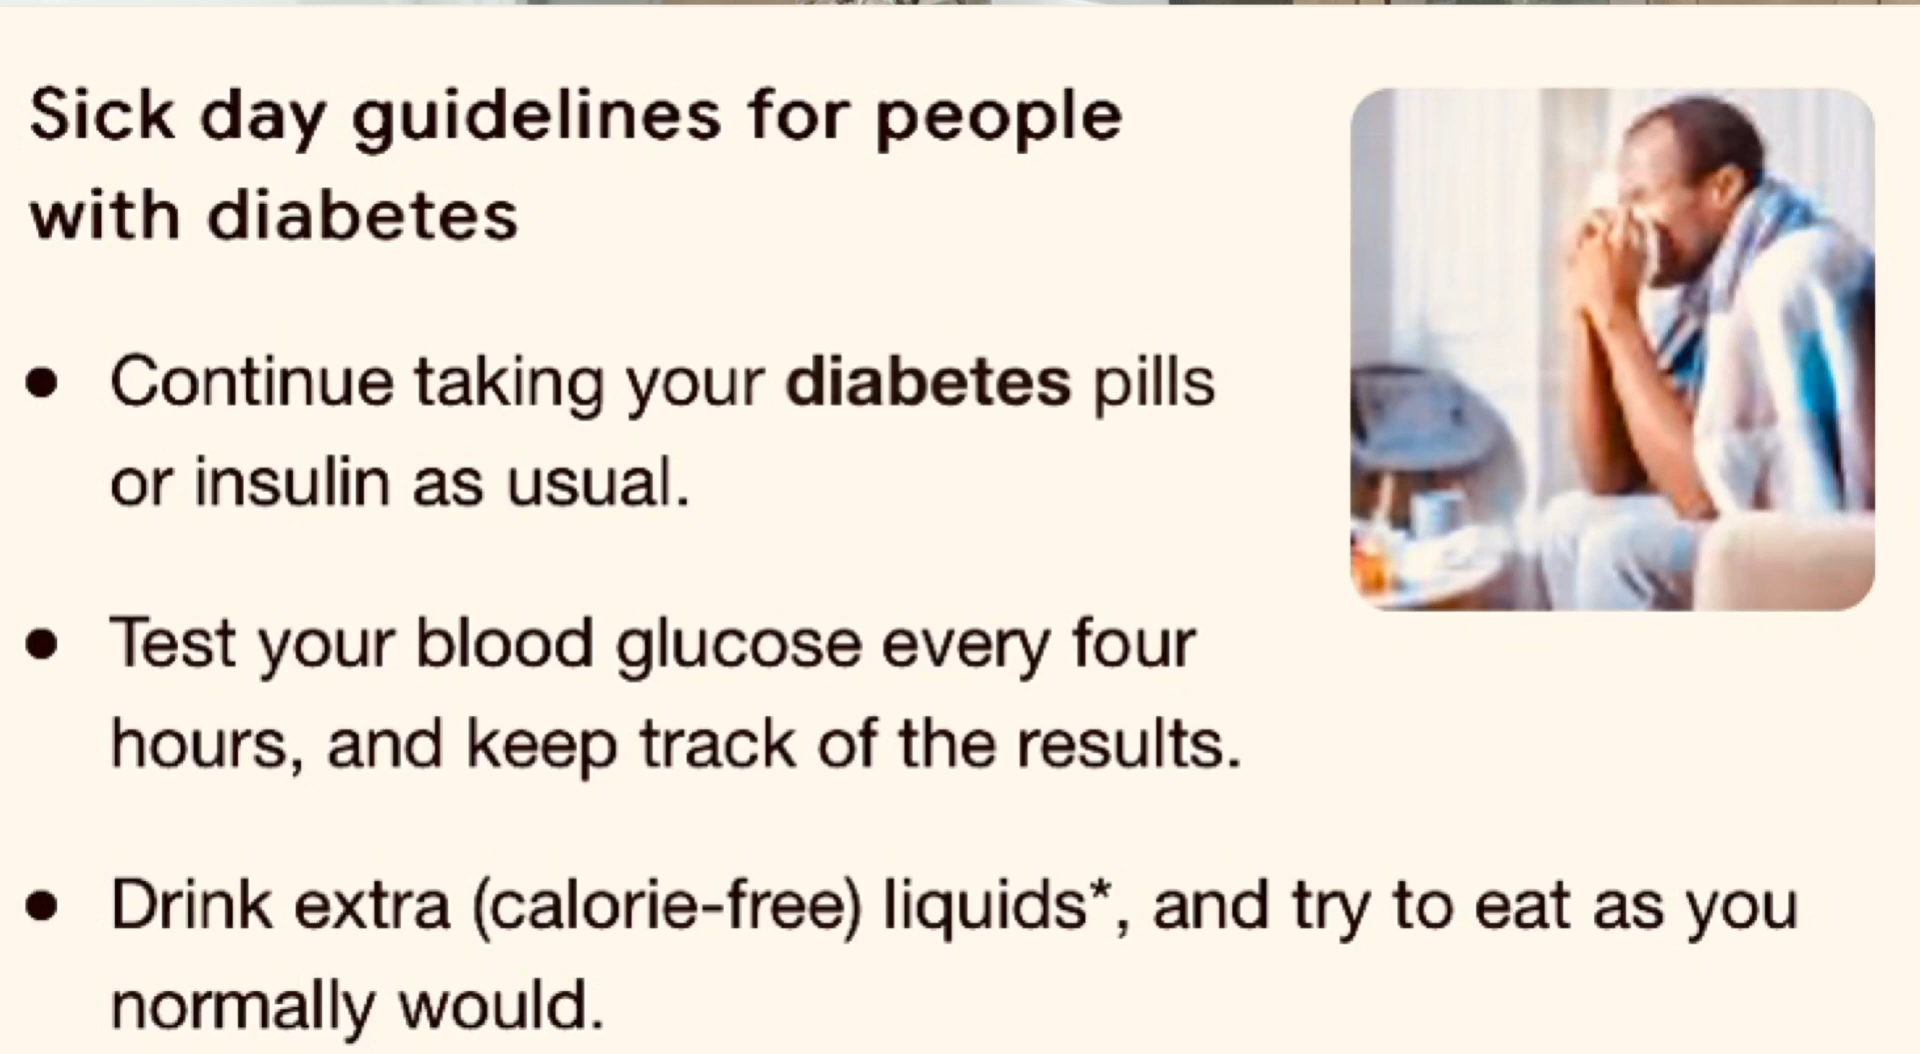 Sick day guidelines for people
with diabetes
• Continue taking your diabetes pills
or insulin as usual.
• Test your blood glucose every four
hours, and keep track of the results.
• Drink extra (calorie-free) liquids*, and try to eat as you
normally would.